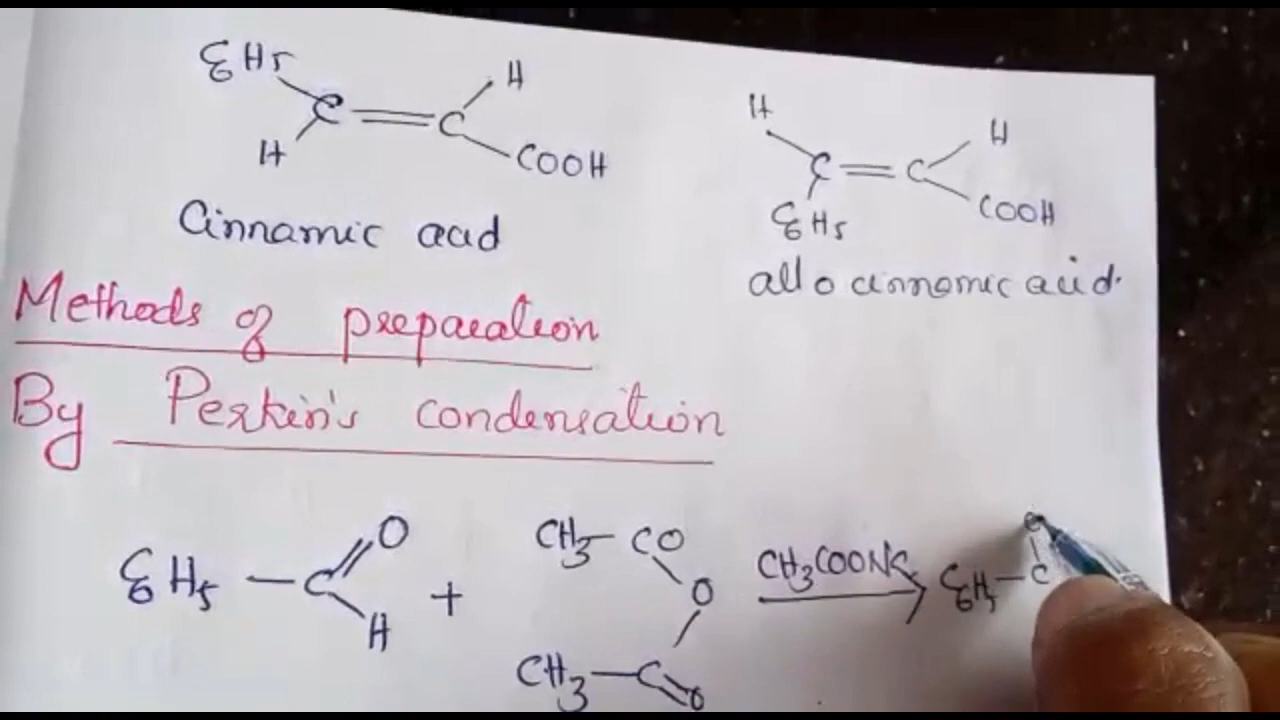 C6H5 H H H
C=C C=C
H COOH C6H5 COOH
Cinnamic acid allo cinnamic acid.
Methods of preparation
By Perkin's condensation
C6H5-C=O H + CH3-CO O CH3-C=O CH3COONa C6H5-C